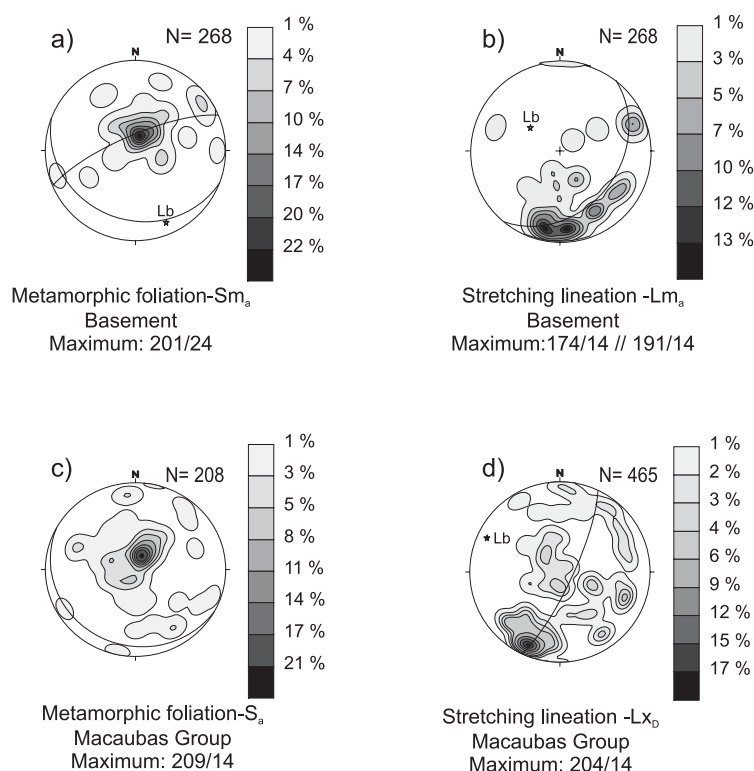 a)
N
N= 268
1 %
4 %
7 %
10 %
14 %
17 %
20 %
22 %
Lb
Metamorphic foliation-Smₐ
Basement
Maximum: 201/24
b)
N
N= 268
1 %
3 %
5 %
7 %
10 %
12 %
13 %
Lb
Stretching lineation -Lmₐ
Basement
Maximum:174/14 // 191/14
c)
N
N= 208
1 %
3 %
5 %
8 %
11 %
14 %
17 %
21 %
Metamorphic foliation-Sₐ
Macaubas Group
Maximum: 209/14
d)
N
N= 465
1 %
2 %
3 %
4 %
6 %
9 %
12 %
15 %
17 %
Lb
Stretching lineation -Lx_D
Macaubas Group
Maximum: 204/14